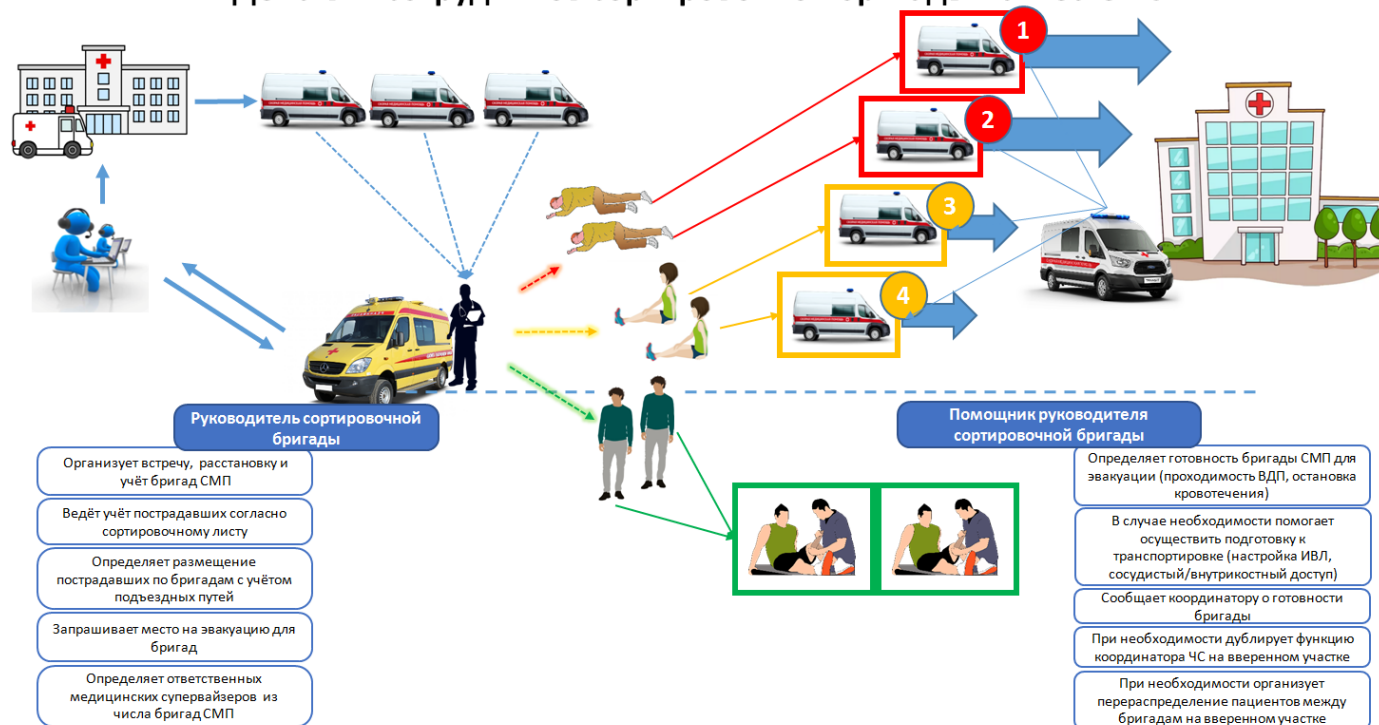 1
2
3
4
Руководитель сортировочной
бригады
Организует встречу, расстановку и
учёт бригад СМП
Ведёт учёт пострадавших согласно
сортировочному листу
Определяет размещение
пострадавших по бригадам с учётом
подъездных путей
Запрашивает место на эвакуацию для
бригад
Определяет ответственных
медицинских супервайзеров из
числа бригад СМП
Помощник руководителя
сортировочной бригады
Определяет готовность бригады СМП для
эвакуации (проходимость ВДП, остановка
кровотечения)
В случае необходимости помогает
осуществить подготовку к
транспортировке (настройка ИВЛ,
сосудистый/внутрикостный доступ)
Сообщает координатору о готовности
бригады
При необходимости дублирует функцию
координатора ЧС на вверенном участке
При необходимости организует
перераспределение пациентов между
бригадам на вверенном участке